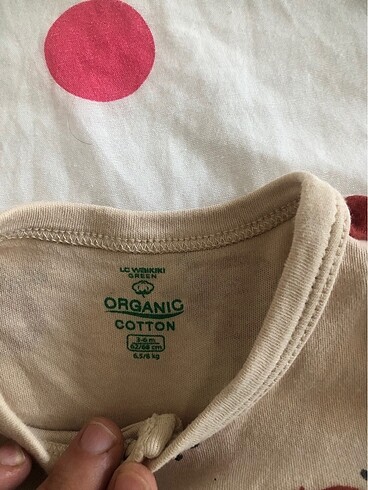 LC WAIKIKI
GREEN
ORGANIC
COTTON
3-6 m
62/68 cm
6,5/8 kg